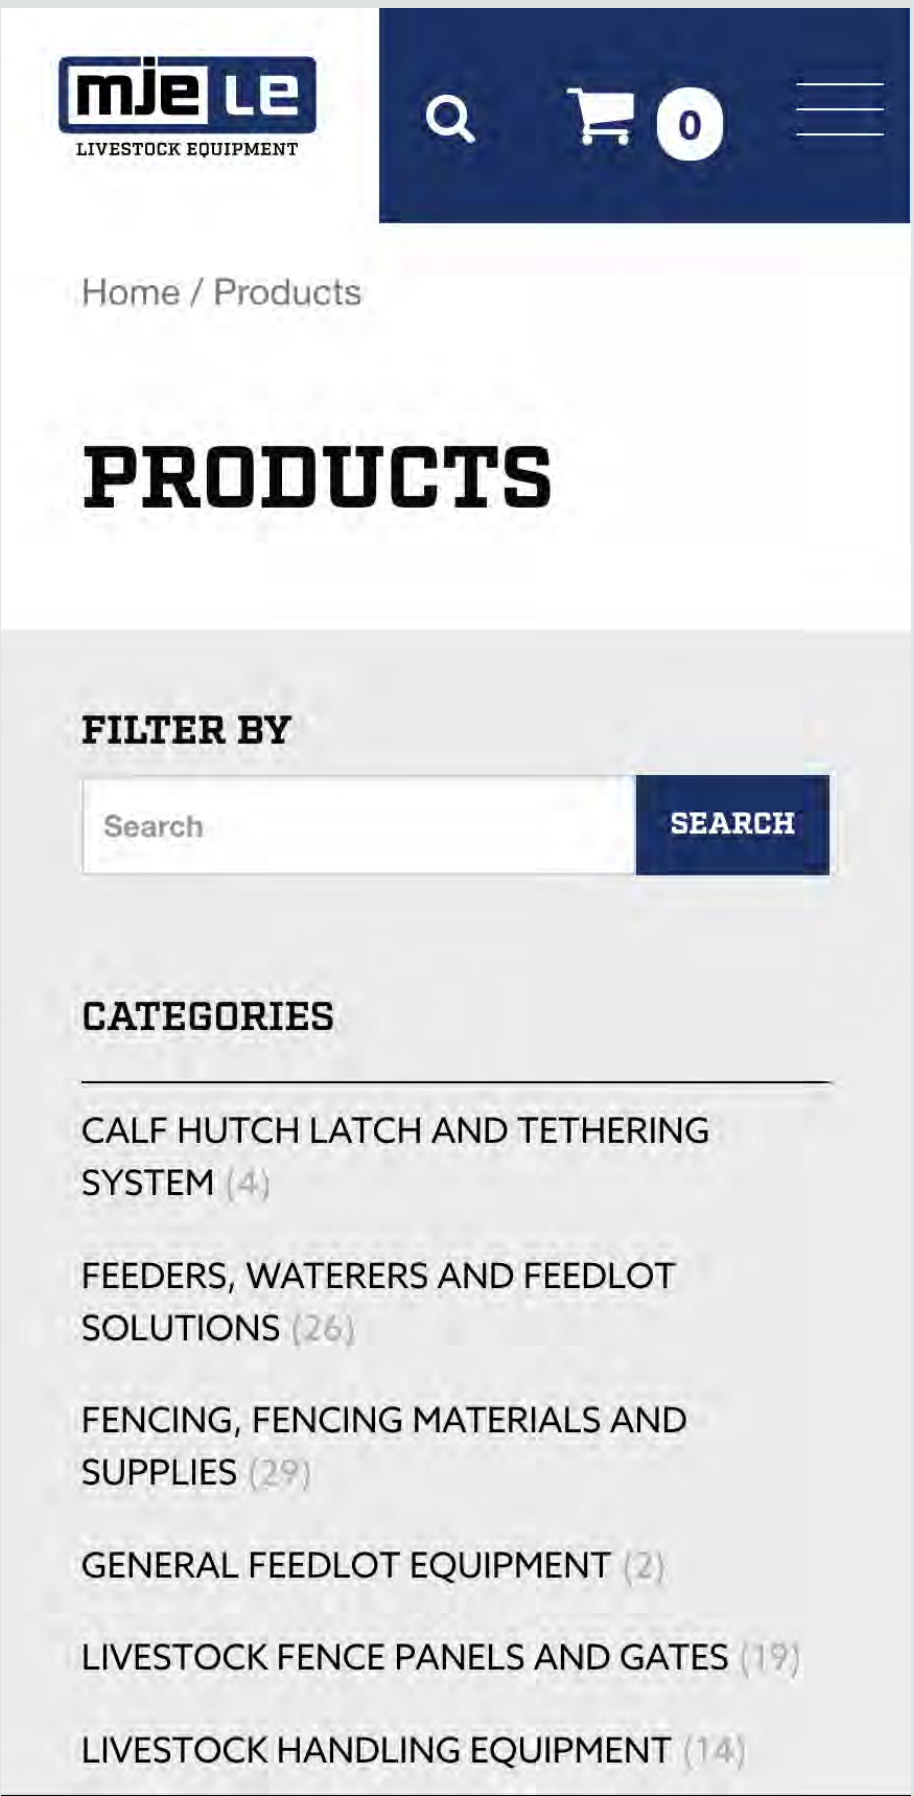 mje LE
LIVESTOCK EQUIPMENT
0
Home / Products
PRODUCTS
FILTER BY
Search
SEARCH
CATEGORIES
CALF HUTCH LATCH AND TETHERING
SYSTEM (4)
FEEDERS, WATERERS AND FEEDLOT
SOLUTIONS (26)
FENCING, FENCING MATERIALS AND
SUPPLIES (29)
GENERAL FEEDLOT EQUIPMENT (2)
LIVESTOCK FENCE PANELS AND GATES (19)
LIVESTOCK HANDLING EQUIPMENT (14)